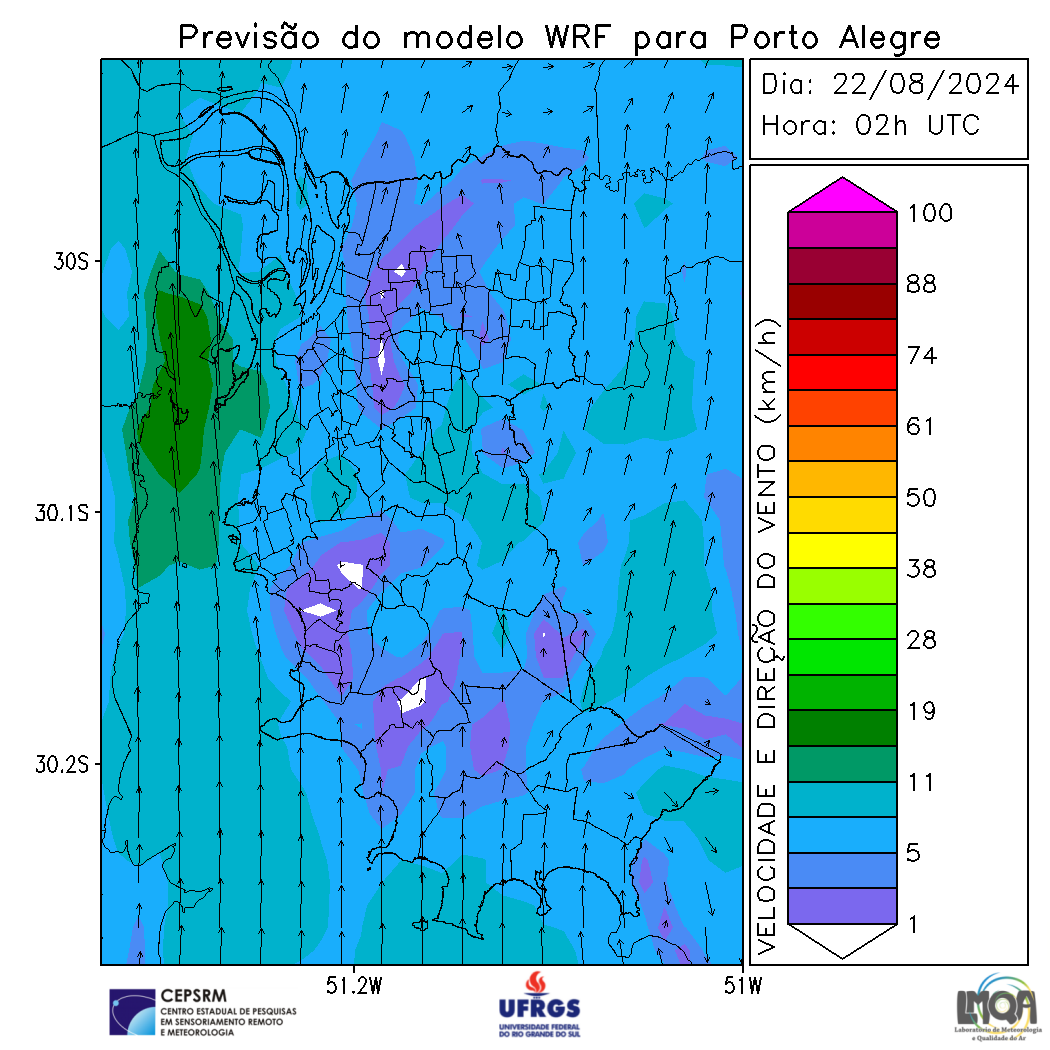 Previsão do modelo WRF para Porto Alegre
Dia: 22/08/2024
Hora: 02h UTC
30S
30.1S
30.2S
51.2W
51W
VELOCIDADE E DIREÇÃO DO VENTO (km/h)
100
88
74
61
50
38
28
19
11
5
1
CEPSRM
CENTRO ESTADUAL DE PESQUISAS
EM SENSORIAMENTO REMOTO
E METEOROLOGIA
UFRGS
UNIVERSIDADE FEDERAL
DO RIO GRANDE DO SUL
LMQA
Laboratório de Meteorologia
e Qualidade do Ar